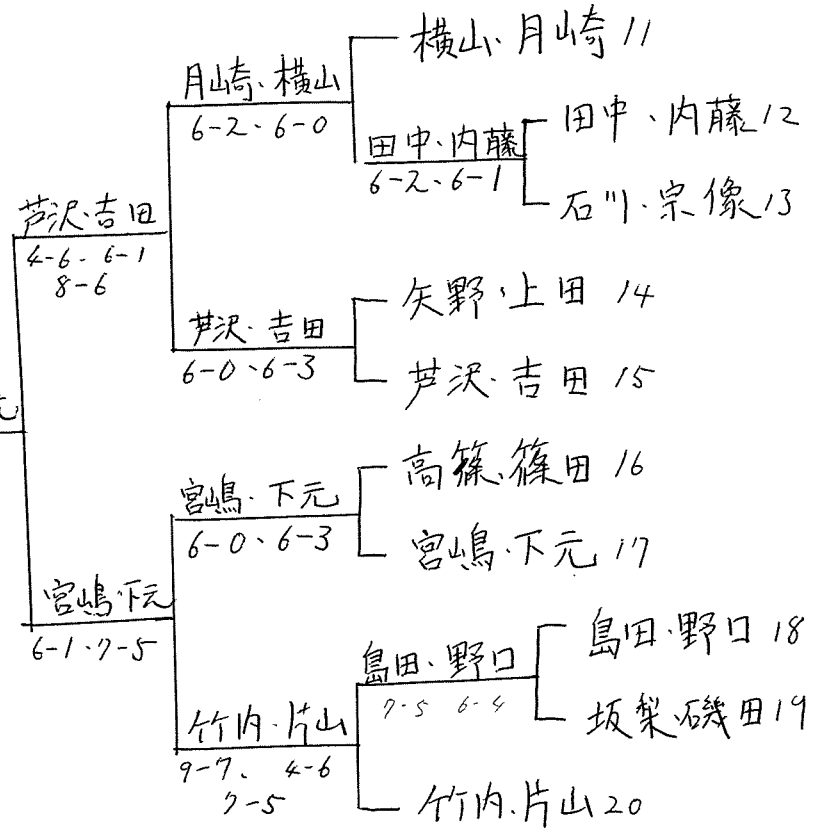 横山・月崎 11
月崎・横山
6-2、6-0
田中・内藤
6-2、6-1
田中、内藤 12
石川・宗像 13
芦沢・吉田
4-6、6-1
8-6
矢野・上田 14
芦沢・吉田
6-0、6-3
芦沢・吉田 15
元
高篠、篠田 16
宮嶋・下元
6-0、6-3
宮嶋・下元 17
宮嶋・下元
6-1・7-5
島田・野口 18
島田・野口
7-5 6-4
坂梨・磯田 19
竹内・片山
9-7、4-6
7-5
竹内・片山 20